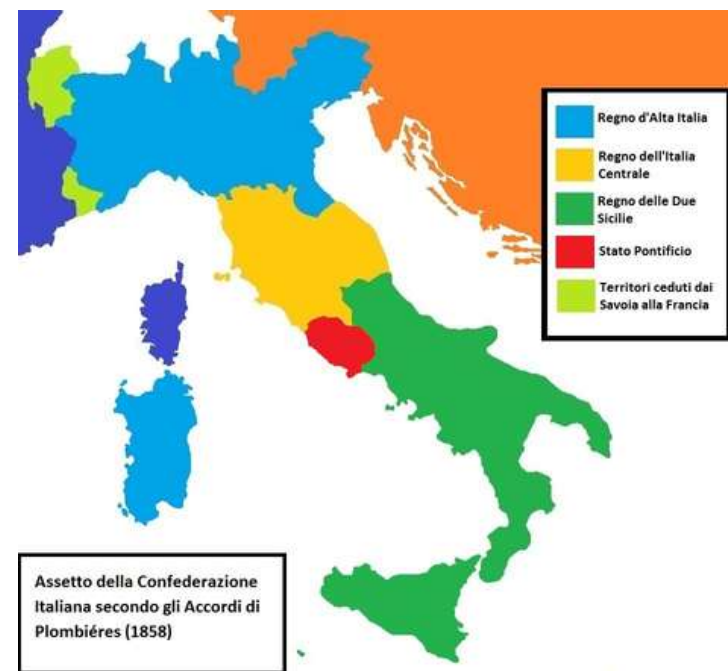 Regno d'Alta Italia
Regno dell'Italia
Centrale
Regno delle Due
Sicilie
Stato Pontificio
Territori ceduti dai
Savoia alla Francia
Assetto della Confederazione
Italiana secondo gli Accordi di
Plombiéres (1858)